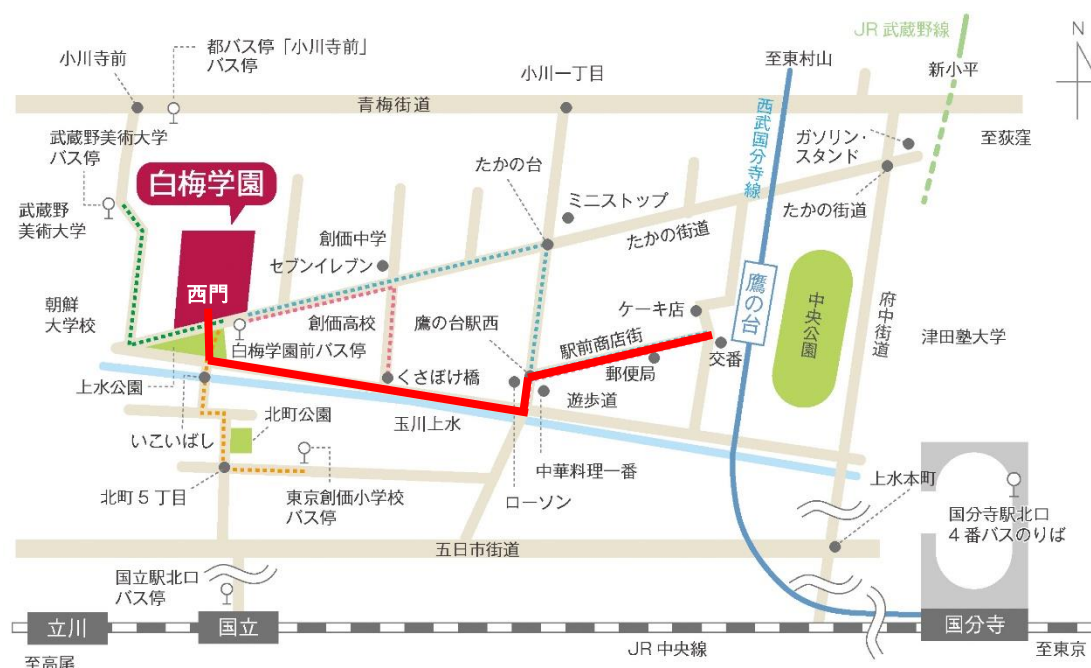 N
JR 武蔵野線
都バス停「小川寺前」
バス停
小川寺前
小川一丁目
至東村山
新小平
青梅街道
西武国分寺線
武蔵野美術大学
バス停
ガソリン・
スタンド
至荻窪
白梅学園
たかの台
ミニストップ
たかの街道
武蔵野
美術大学
創価中学
セブンイレブン
たかの街道
西門
鷹の台
中央公園
府中街道
朝鮮
大学校
創価高校
鷹の台駅西
ケーキ店
駅前商店街
津田塾大学
白梅学園前バス停
交番
郵便局
上水公園
くさぼけ橋
遊歩道
北町公園
玉川上水
いこいばし
中華料理一番
上水本町
北町5丁目
東京創価小学校
バス停
ローソン
国分寺駅北口
4番バスのりば
五日市街道
国立駅北口
バス停
立川
国立
国分寺
JR 中央線
至高尾
至東京